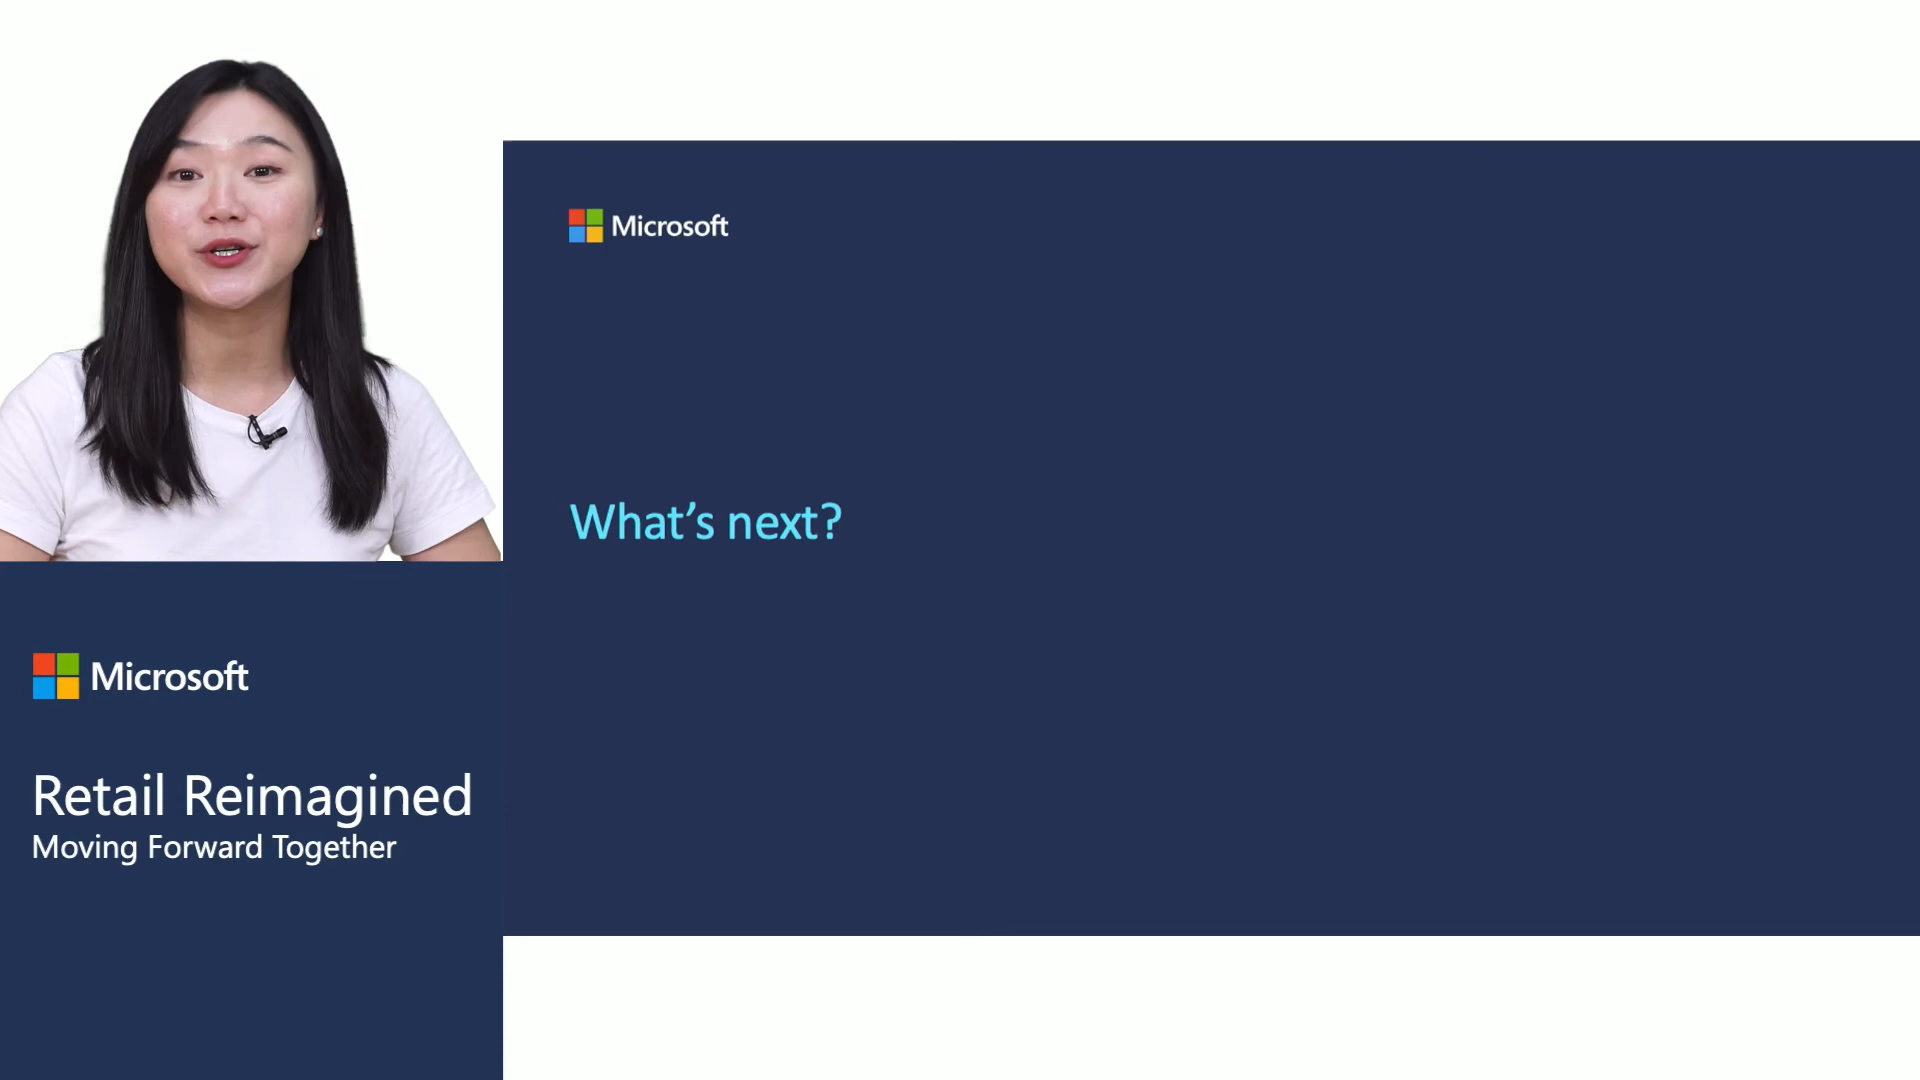 Microsoft
What's next?
Microsoft
Retail Reimagined
Moving Forward Together